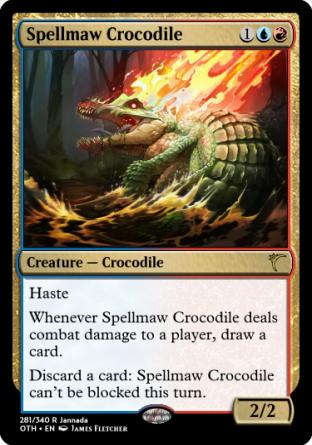 Spellmaw Crocodile 1
Creature — Crocodile
Haste
Whenever Spellmaw Crocodile deals
combat damage to a player, draw a
card.
Discard a card: Spellmaw Crocodile
can't be blocked this turn.
2/2
281/340 R Jannada
OTH • EN James Fletcher